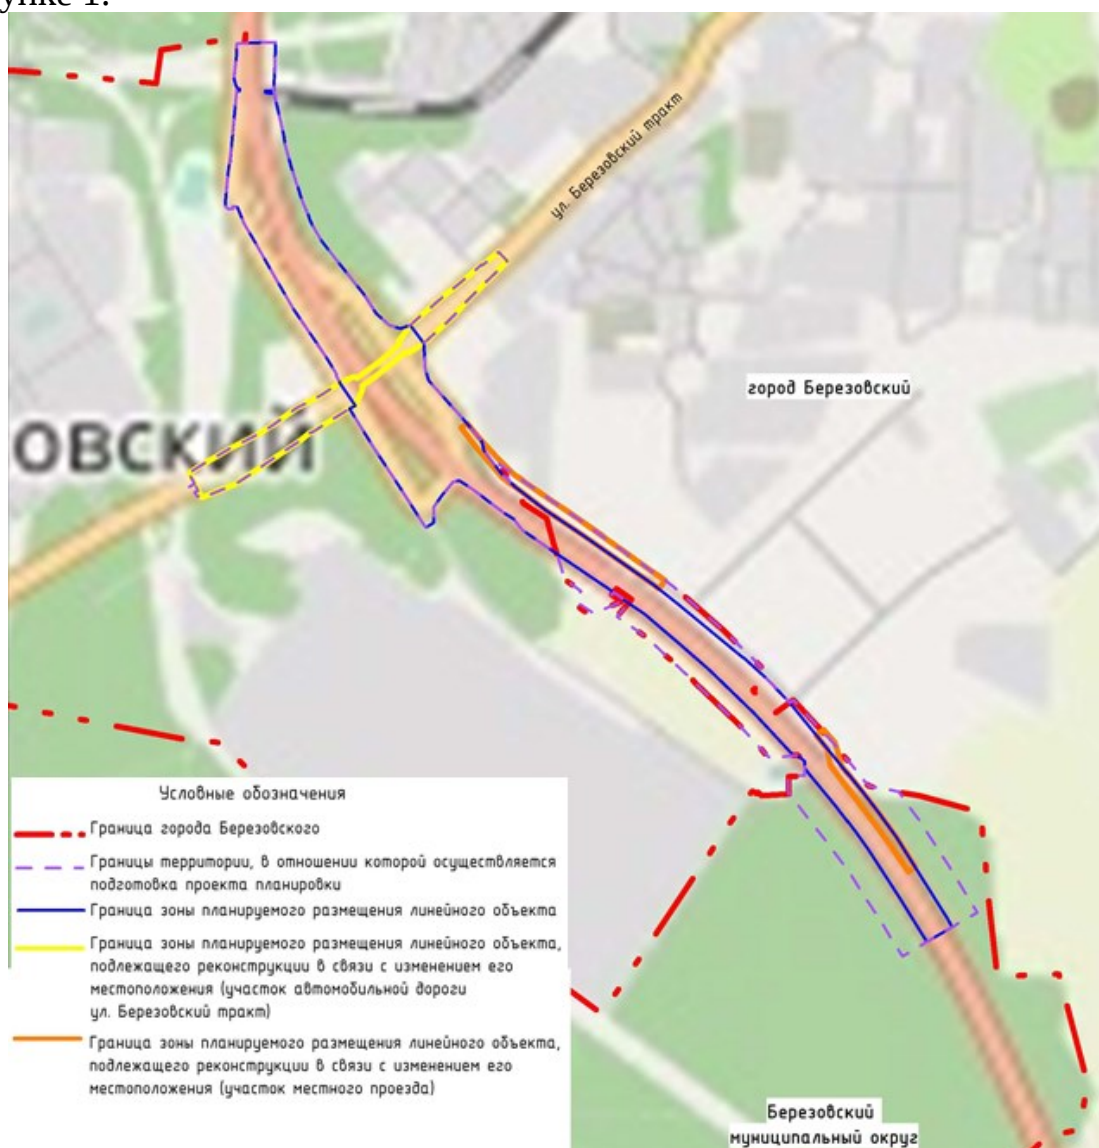 унке 1.
ул. Березовский тракт
город Березовский
ОВСКИЙ
Условные обозначения
Граница города Березовского
Границы территории, в отношении которой осуществляется
подготовка проекта планировки
Граница зоны планируемого размещения линейного объекта
Граница зоны планируемого размещения линейного объекта,
подлежащего реконструкции в связи с изменением его
местоположения (участок автомобильной дороги
ул. Березовский тракт)
Граница зоны планируемого размещения линейного объекта,
подлежащего реконструкции в связи с изменением его
местоположения (участок местного проезда)
Березовский
муниципальный округ